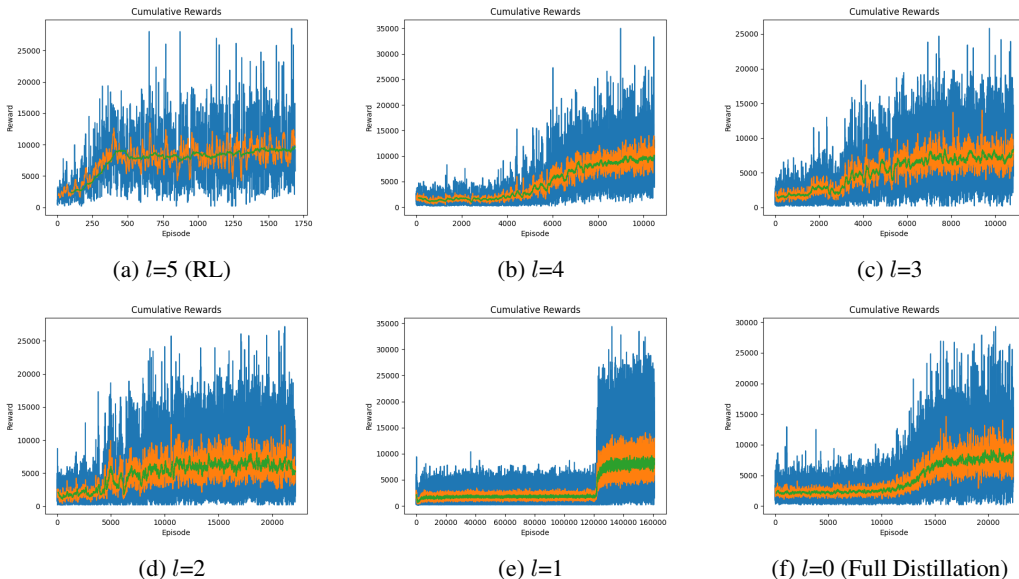 Cumulative Rewards
Reward
25000
20000
15000
10000
5000
0
0 250 500 750 1000 1250 1500 1750
Episode
(a) l=5 (RL)
Cumulative Rewards
Reward
35000
30000
25000
20000
15000
10000
5000
0
0 2000 4000 6000 8000 10000
Episode
(b) l=4
Cumulative Rewards
Reward
25000
20000
15000
10000
5000
0
0 2000 4000 6000 8000 10000
Episode
(c) l=3
Cumulative Rewards
Reward
25000
20000
15000
10000
5000
0
0 5000 10000 15000 20000
Episode
(d) l=2
Cumulative Rewards
Reward
35000
30000
25000
20000
15000
10000
5000
0
0 20000 40000 60000 80000 100000 120000 140000 160000
Episode
(e) l=1
Cumulative Rewards
Reward
30000
25000
20000
15000
10000
5000
0
0 5000 10000 15000 20000
Episode
(f) l=0 (Full Distillation)